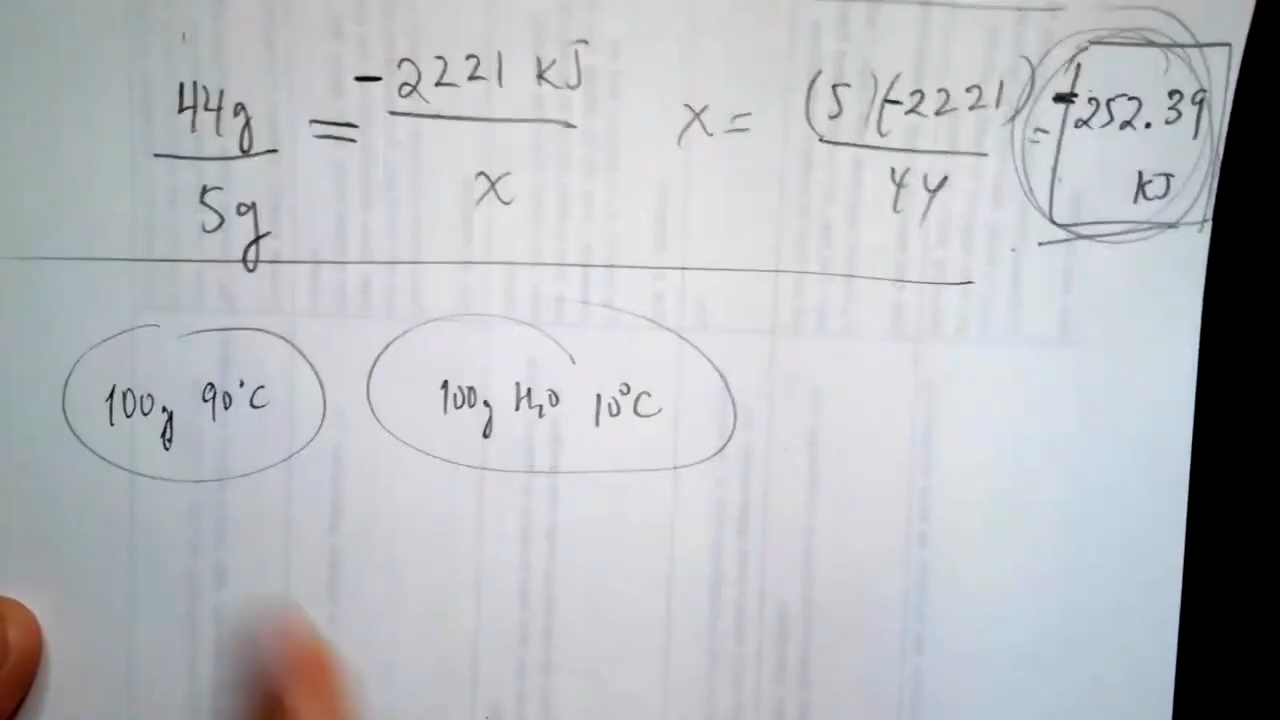 44g / 5g = -2221 KJ / x   x = (5)(-2221) / 44 = -252.39 KJ
100g 90°C   100g H₂O 10°C